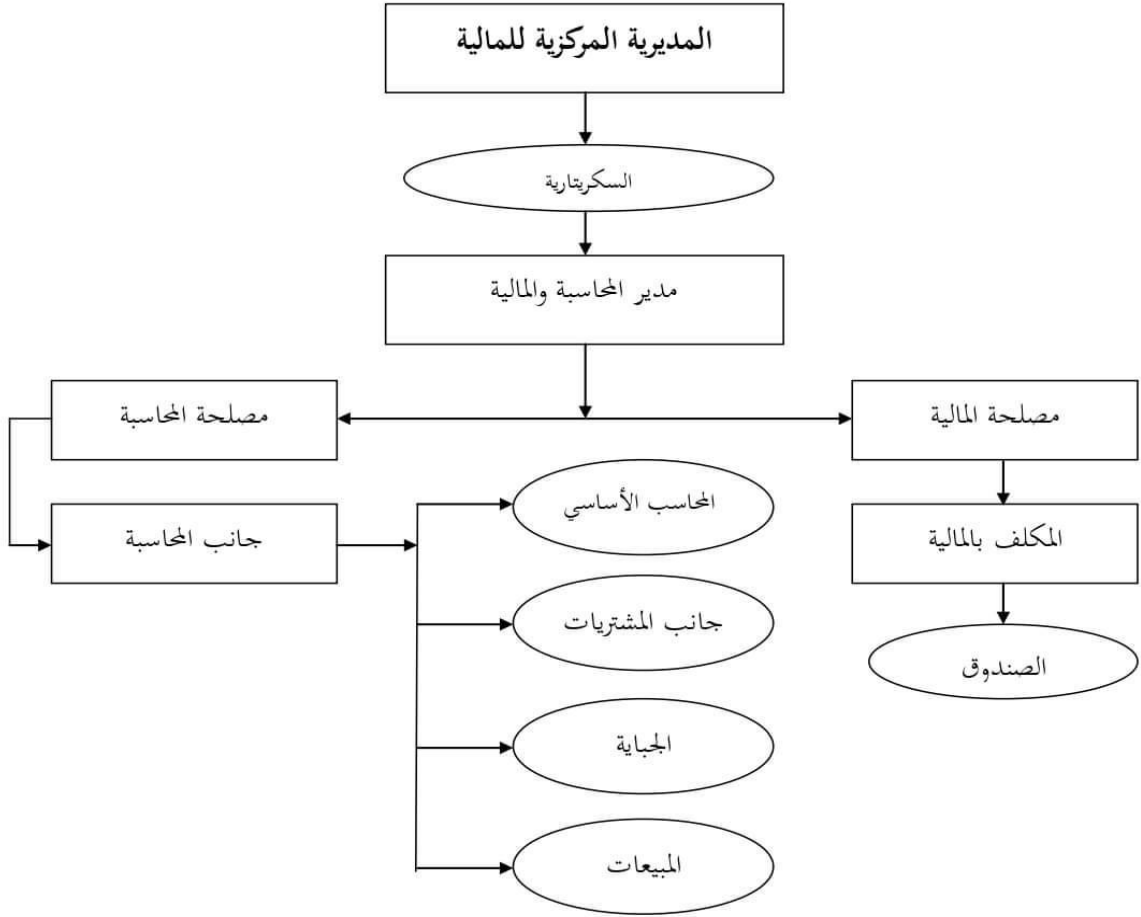 المديرية المركزية للمالية
السكريتارية
مدير المحاسبة والمالية
مصلحة المالية
مصلحة المحاسبة
المكلف بالمالية
جانب المحاسبة
المحاسب الأساسي
جانب المشتريات
الصندوق
الجباية
المبيعات